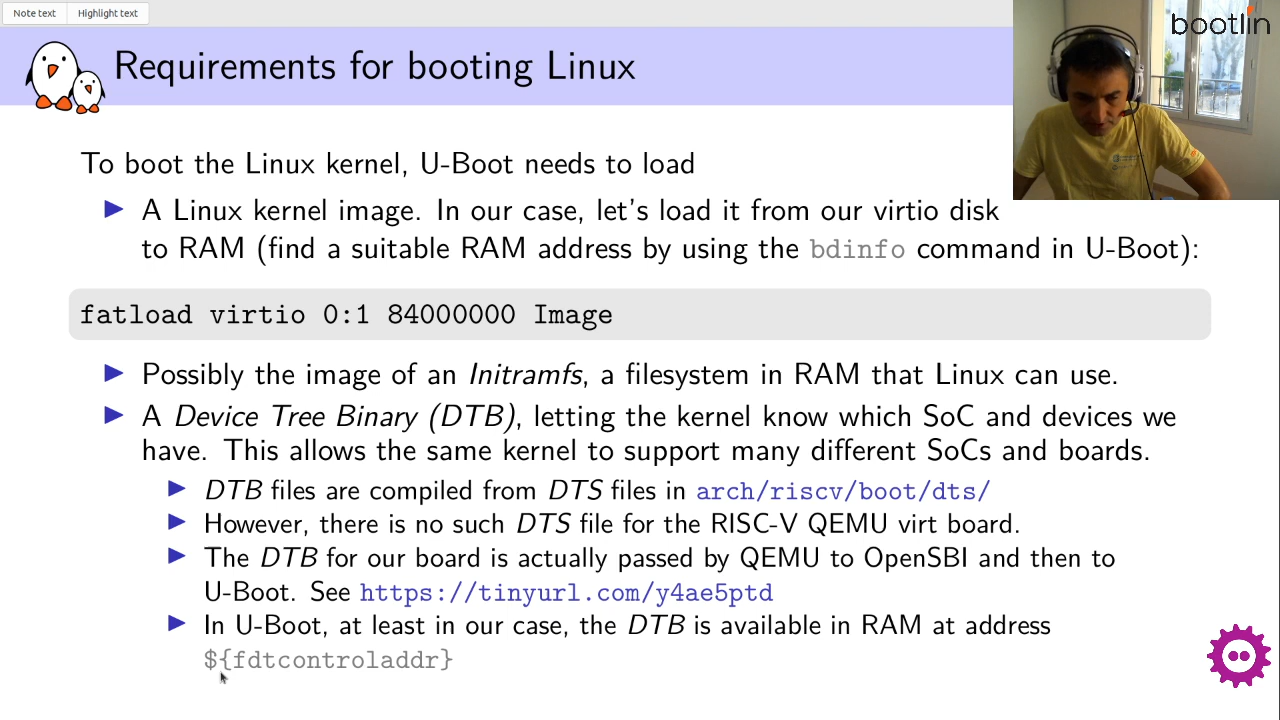 Note text
Highlight text
bootlin
Requirements for booting Linux
To boot the Linux kernel, U-Boot needs to load
A Linux kernel image. In our case, let's load it from our virtio disk
to RAM (find a suitable RAM address by using the bdinfo command in U-Boot):
fatload virtio 0:1 84000000 Image
Possibly the image of an Initramfs, a filesystem in RAM that Linux can use.
A Device Tree Binary (DTB), letting the kernel know which SoC and devices we
have. This allows the same kernel to support many different SoCs and boards.
DTB files are compiled from DTS files in arch/riscv/boot/dts/
However, there is no such DTS file for the RISC-V QEMU virt board.
The DTB for our board is actually passed by QEMU to OpenSBI and then to
U-Boot. See https://tinyurl.com/y4ae5ptd
In U-Boot, at least in our case, the DTB is available in RAM at address
${fdtcontroladdr}